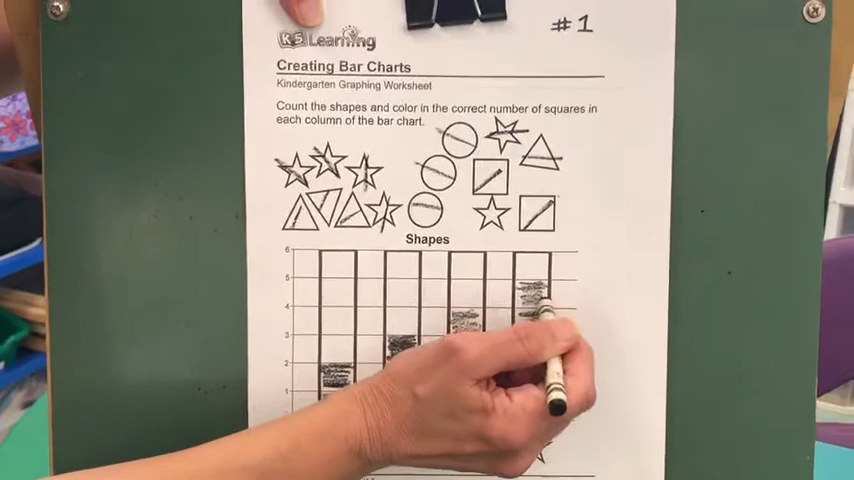 #1
K5 Learning
Creating Bar Charts
Kindergarten Graphing Worksheet
Count the shapes and color in the correct number of squares in
each column of the bar chart.
Shapes
6
5
4
3
2
1